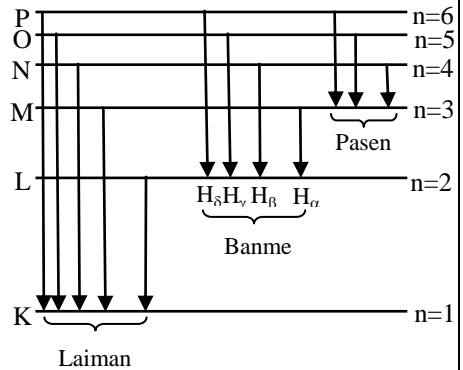 P n=6
O n=5
N n=4
M n=3
Pasen
L n=2
Hδ Hγ Hβ Hα
Banme
K n=1
Laiman